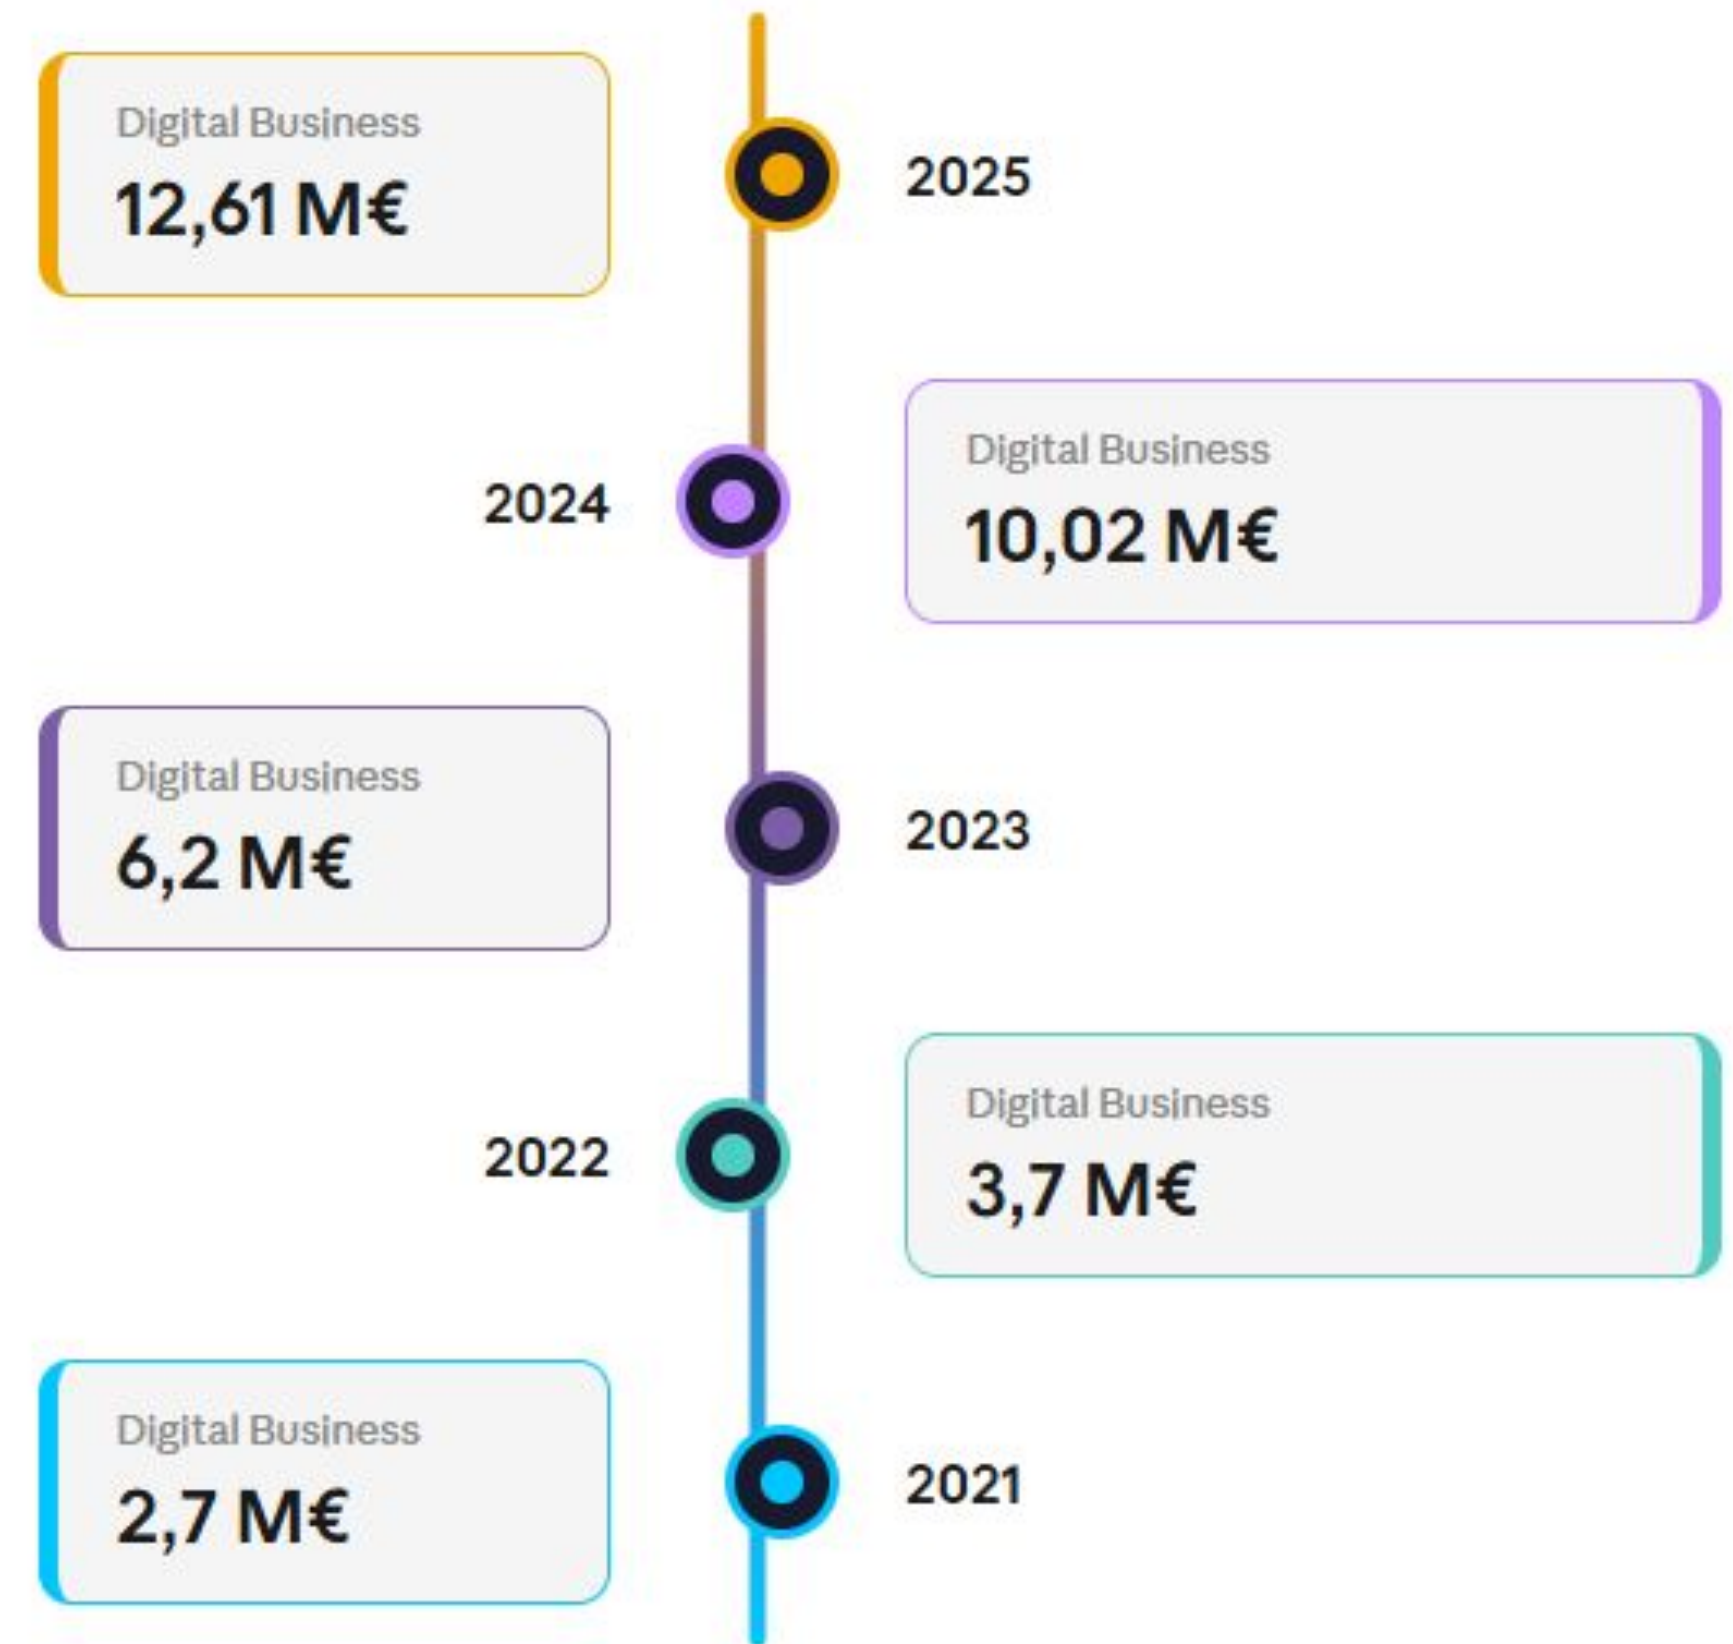 Digital Business
12,61 M€
2025
2024
Digital Business
10,02 M€
Digital Business
6,2 M€
2023
2022
Digital Business
3,7 M€
Digital Business
2,7 M€
2021